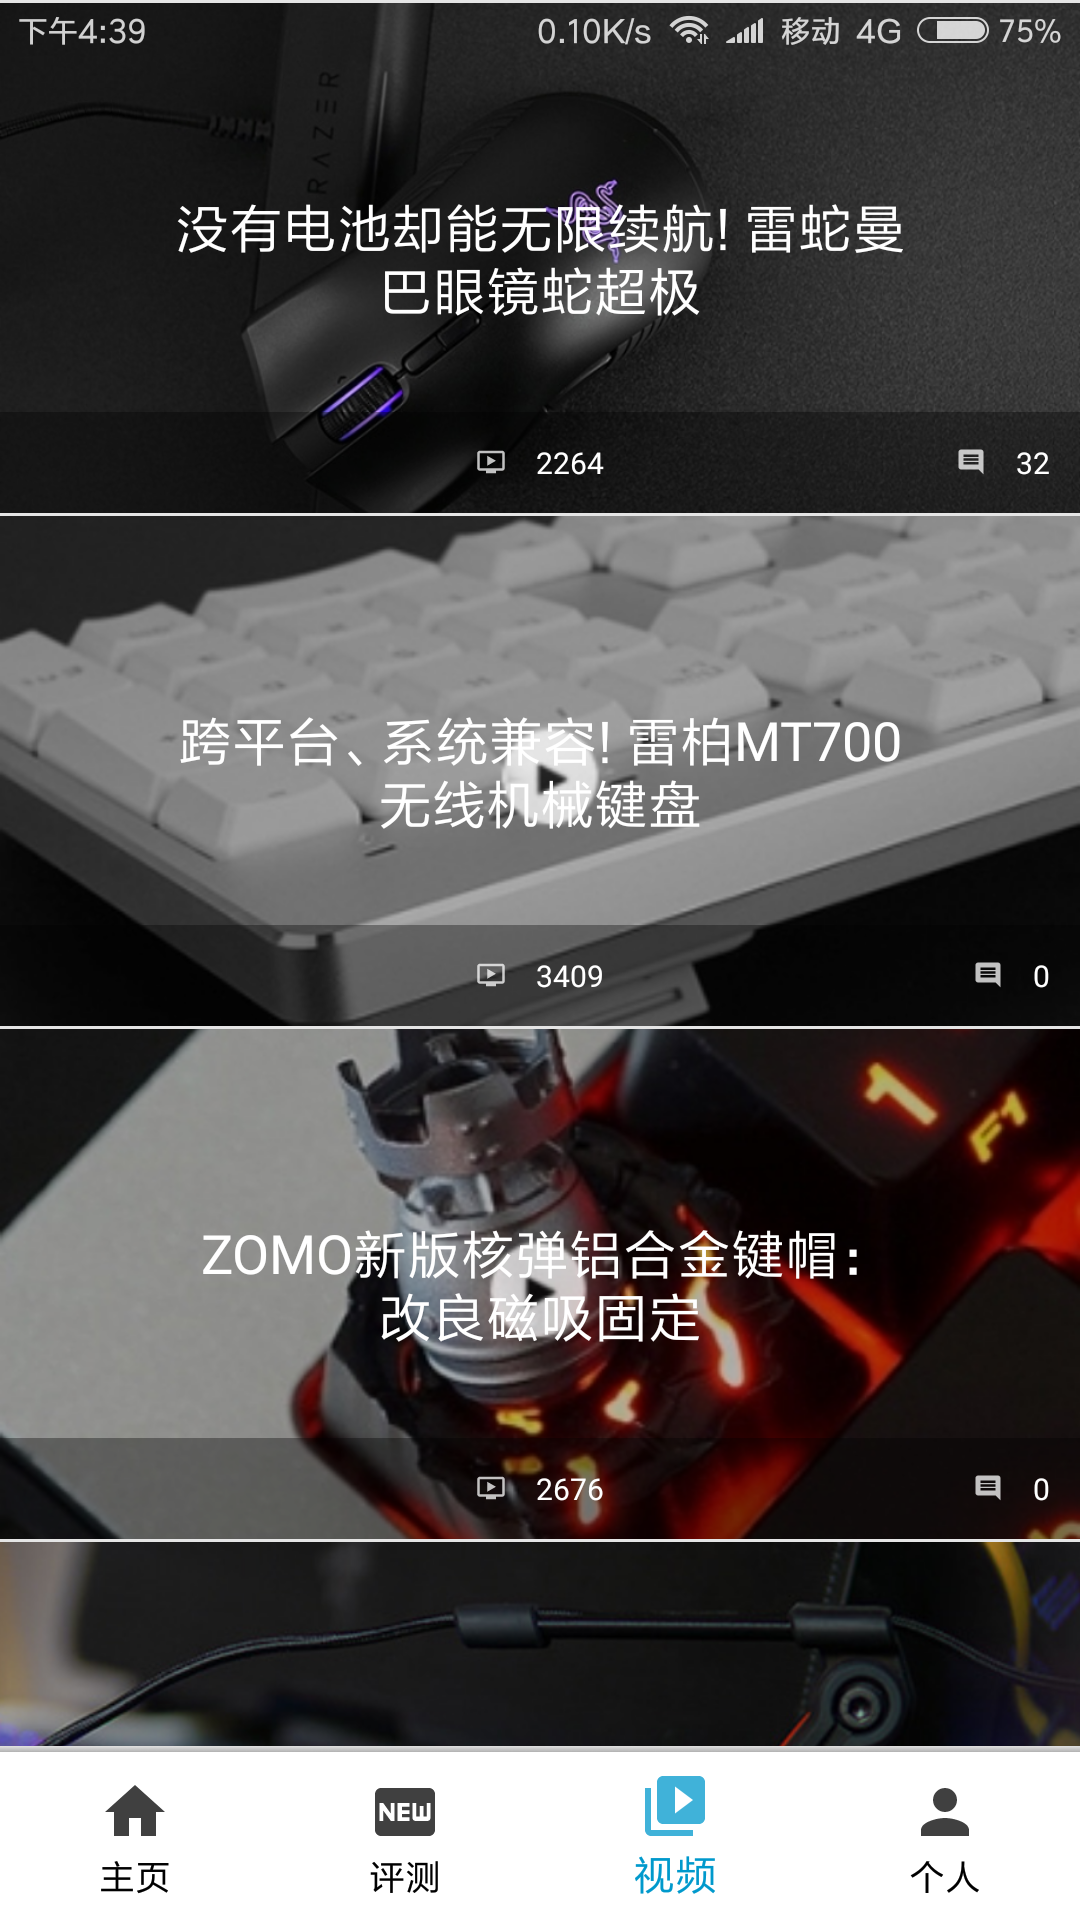 下午4:39 0.10K/s 移动 4G 75%
RAZER
没有电池却能无限续航! 雷蛇曼
巴眼镜蛇超极
2264 32
跨平台、系统兼容! 雷柏MT700
无线机械键盘
3409 0
1
F1
ZOMO新版核弹铝合金键帽：
改良磁吸固定
2676 0
NEW
主页 评测 视频 个人